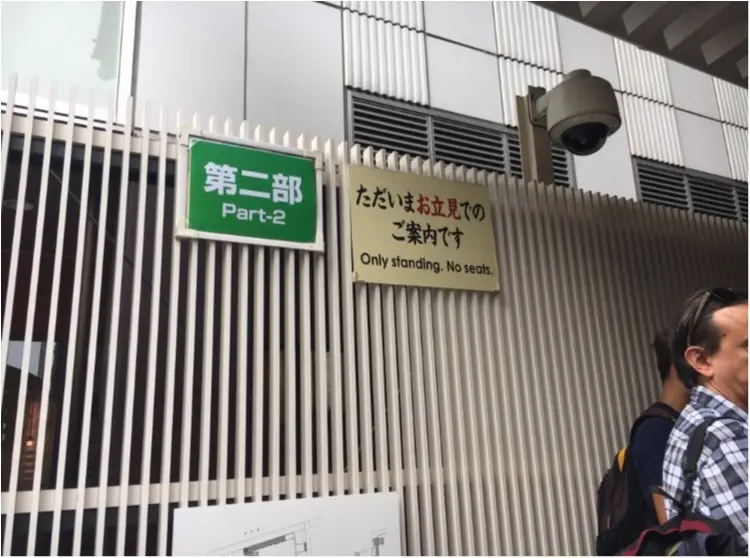 第二部
Part-2
ただいまお立見での
ご案内です
Only standing. No seats.